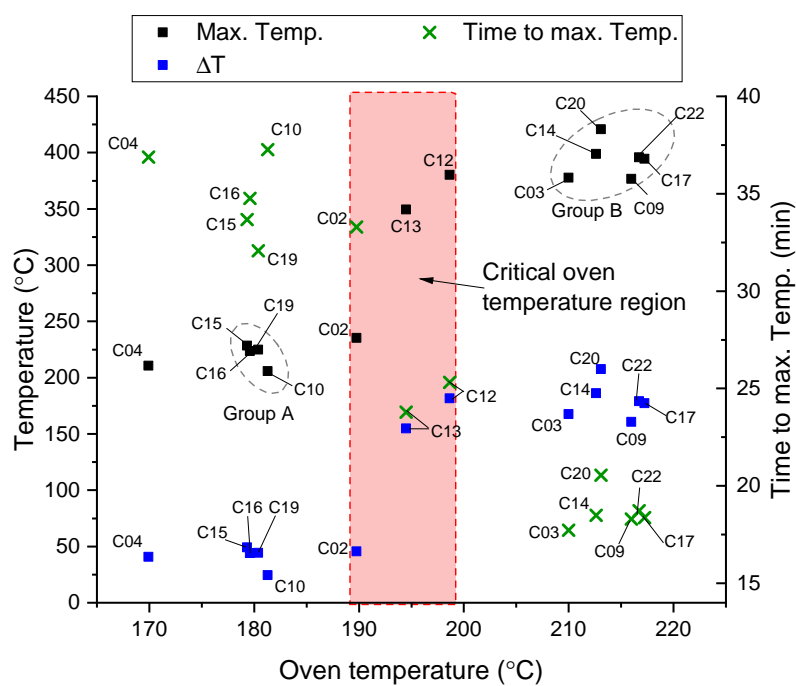 Max. Temp.
Time to max. Temp.
ΔT
450
400
350
300
250
200
150
100
50
0
Temperature (°C)
40
35
30
25
20
15
Time to max. Temp. (min)
170
180
190
200
210
220
Oven temperature (°C)
C04
C10
C16
C15
C19
C02
C12
C13
C20
C14
C22
C03
C17
C09
Group B
Critical oven
temperature region
C15
C19
C04
C16
C10
Group A
C02
C12
C13
C20
C22
C14
C03
C17
C09
C20
C22
C14
C03
C09
C17
C04
C16
C19
C15
C10
C02